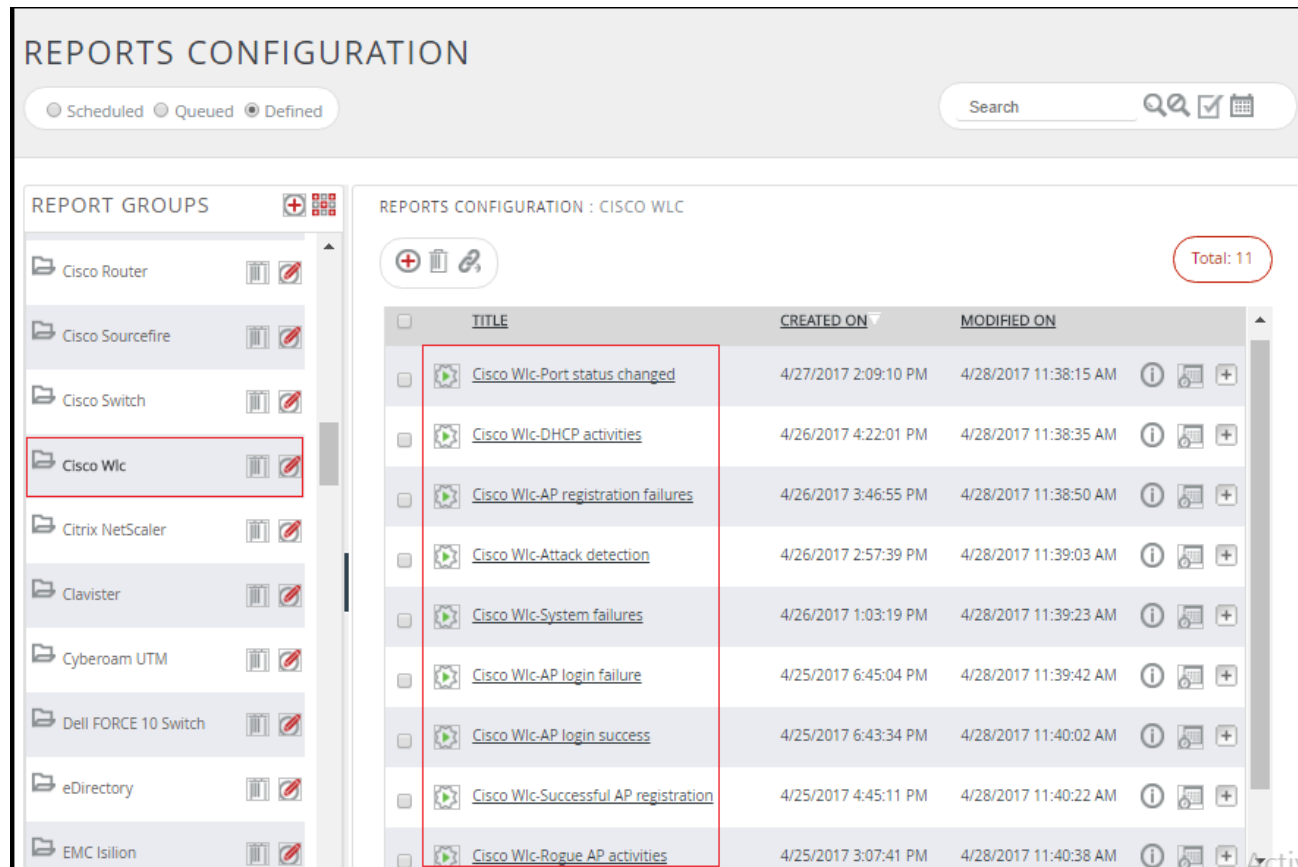 REPORTS CONFIGURATION
Scheduled Queued Defined
Search
REPORT GROUPS
Cisco Router
Cisco Sourcefire
Cisco Switch
Cisco Wlc
Citrix NetScaler
Clavister
Cyberoam UTM
Dell FORCE 10 Switch
eDirectory
EMC Isilion
REPORTS CONFIGURATION : CISCO WLC
Total: 11
TITLE CREATED ON MODIFIED ON
Cisco Wlc-Port status changed 4/27/2017 2:09:10 PM 4/28/2017 11:38:15 AM
Cisco Wlc-DHCP activities 4/26/2017 4:22:01 PM 4/28/2017 11:38:35 AM
Cisco Wlc-AP registration failures 4/26/2017 3:46:55 PM 4/28/2017 11:38:50 AM
Cisco Wlc-Attack detection 4/26/2017 2:57:39 PM 4/28/2017 11:39:03 AM
Cisco Wlc-System failures 4/26/2017 1:03:19 PM 4/28/2017 11:39:23 AM
Cisco Wlc-AP login failure 4/25/2017 6:45:04 PM 4/28/2017 11:39:42 AM
Cisco Wlc-AP login success 4/25/2017 6:43:34 PM 4/28/2017 11:40:02 AM
Cisco Wlc-Successful AP registration 4/25/2017 4:45:11 PM 4/28/2017 11:40:22 AM
Cisco Wlc-Rogue AP activities 4/25/2017 3:07:41 PM 4/28/2017 11:40:38 AM